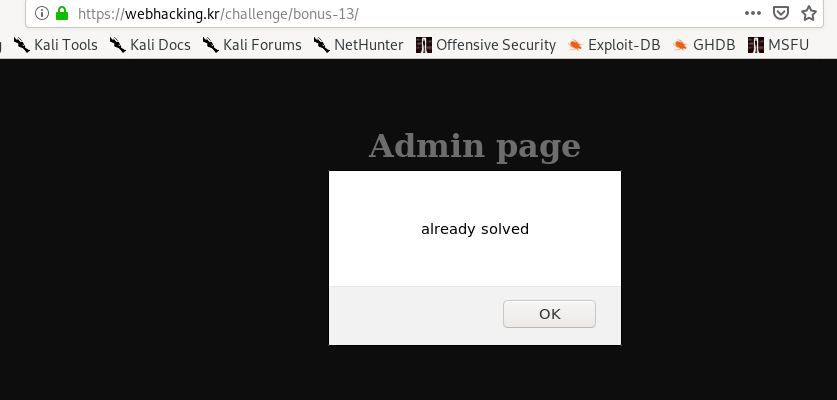 https://webhacking.kr/challenge/bonus-13/
Kali Tools Kali Docs Kali Forums NetHunter Offensive Security Exploit-DB GHDB MSFU
Admin page
already solved
OK